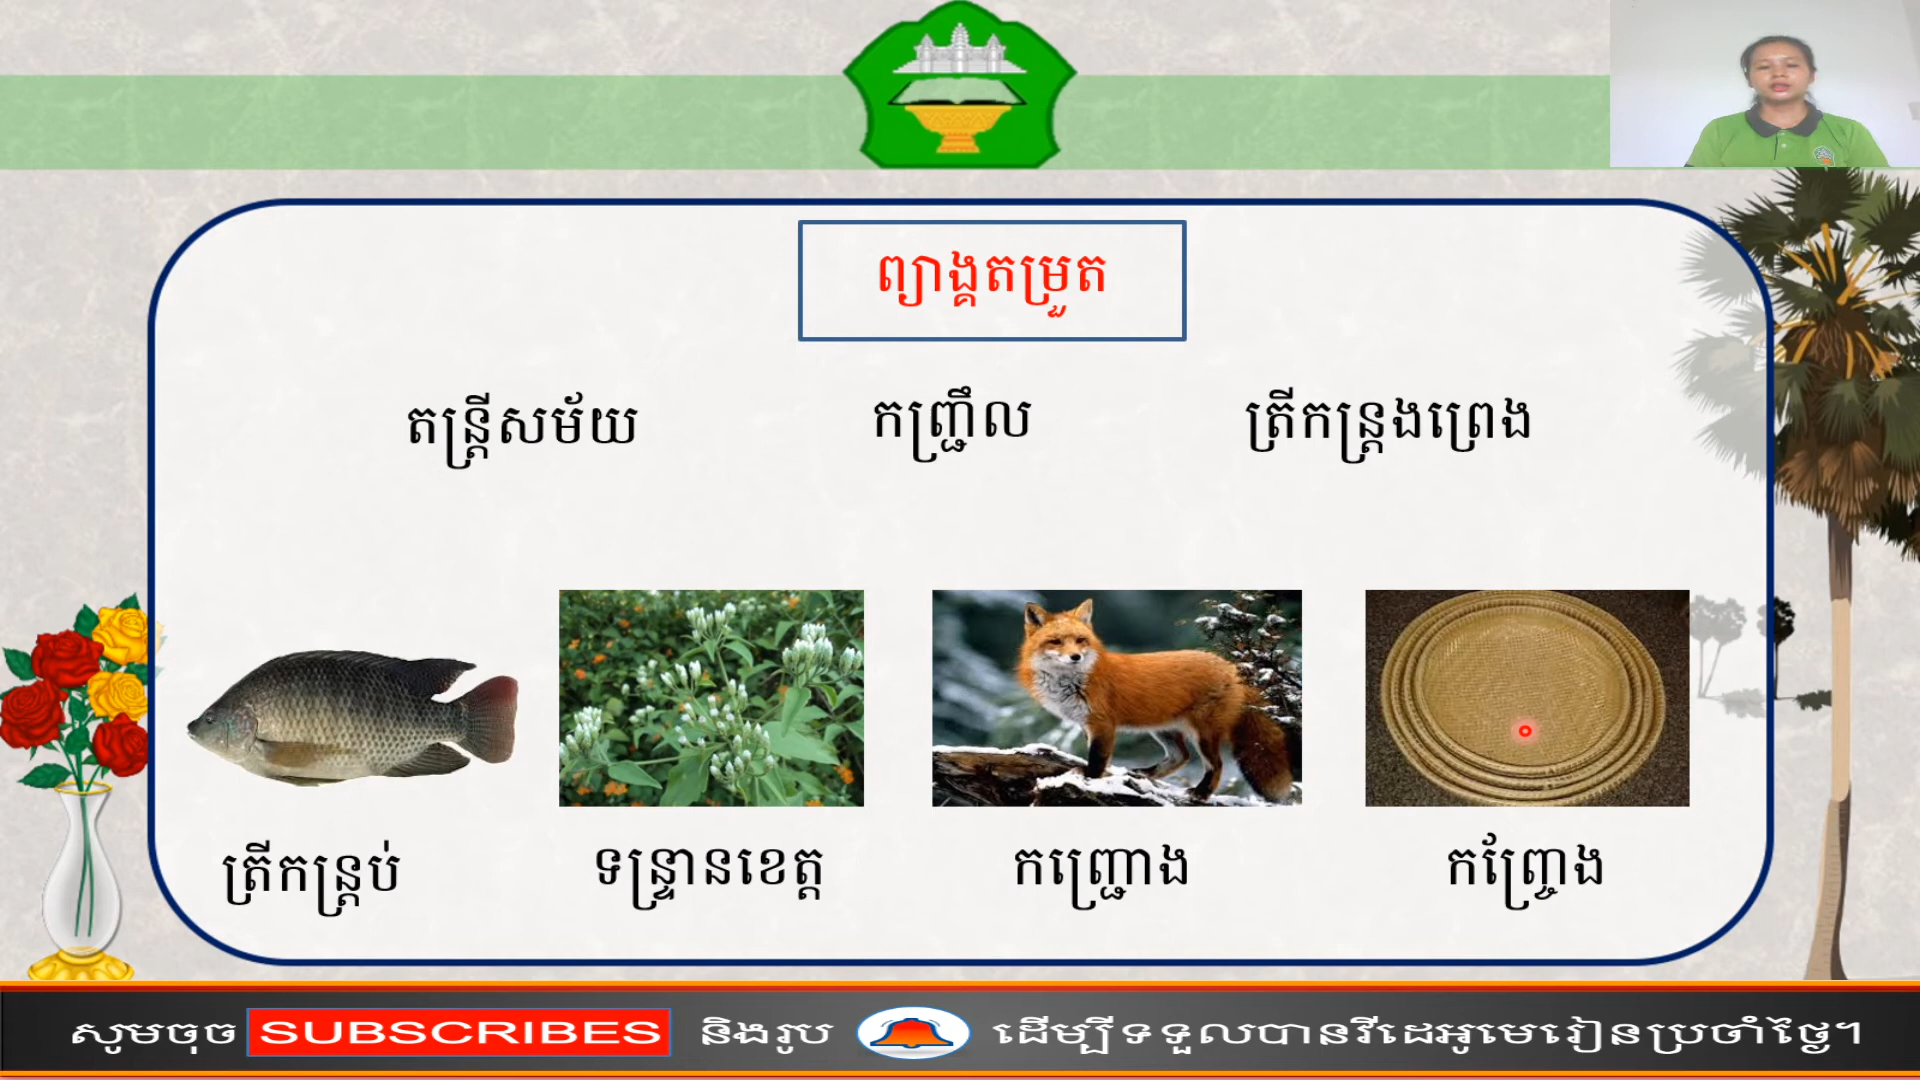 ព្យាង្គតម្រួត
តន្ត្រីសម័យ
កញ្ជ្រឹល
ត្រីកន្ត្រងព្រេង
ត្រីកន្ត្រប់
ទន្ទ្រានខេត្ត
កញ្ជ្រោង
កញ្ច្រែង
សូមចុច SUBSCRIBES និងរូប ដើម្បីទទួលបានវីដេអូមេរៀនប្រចាំថ្ងៃ។